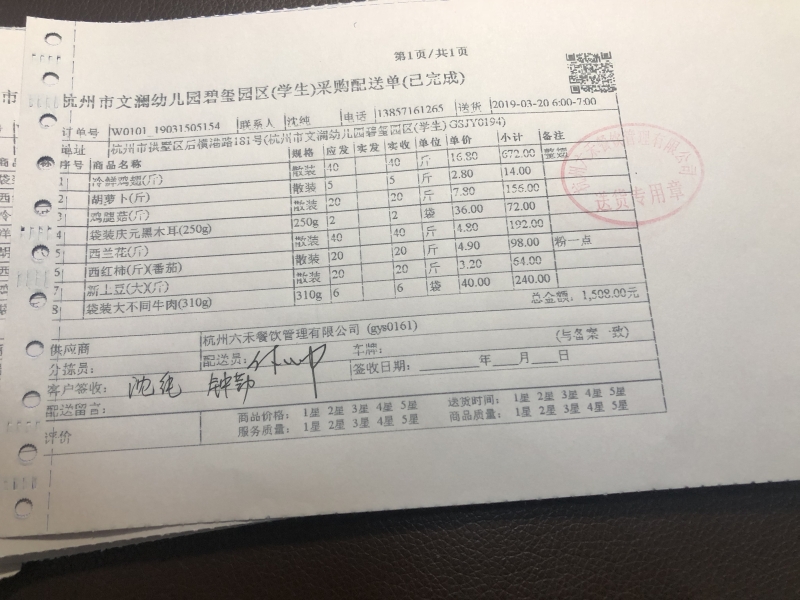 第1页/共1页
杭州市文澜幼儿园碧玺园区(学生)采购配送单(已完成)
订单号 W0101_19031505154 联系人 沈纯 电话 13857161265 送货 2019-03-20 6:00-7:00
地址 杭州市拱墅区后横港路181号(杭州市文澜幼儿园碧玺园区(学生) GSJY0194)
序号 商品名称 规格 应发 实发 实收 单位 单价 小计 备注
1 冷鲜鸡翅(斤) 散装 40 40 斤 16.80 672.00 整翅
2 胡萝卜(斤) 散装 5 5 斤 2.80 14.00
3 鸡腿菇(斤) 散装 20 20 斤 7.80 156.00
4 袋装庆元黑木耳(250g) 250g 2 2 袋 36.00 72.00
5 西兰花(斤) 散装 40 40 斤 4.80 192.00
6 西红柿(斤)(番茄) 散装 20 20 斤 4.90 98.00 粉一点
7 新土豆(大)(斤) 散装 20 20 斤 3.20 64.00
8 袋装大不同牛肉(310g) 310g 6 6 袋 40.00 240.00
总金额: 1,508.00元
供应商 杭州六禾餐饮管理有限公司 (gys0161)
分拣员: 配送员: 车牌: (与备案一致)
客户签收: 沈纯 钟勤 签收日期: 年 月 日
配送留言:
评价 商品价格: 1星 2星 3星 4星 5星 送货时间: 1星 2星 3星 4星 5星
服务质量: 1星 2星 3星 4星 5星 商品质量: 1星 2星 3星 4星 5星
杭州六禾餐饮管理有限公司
送货专用章